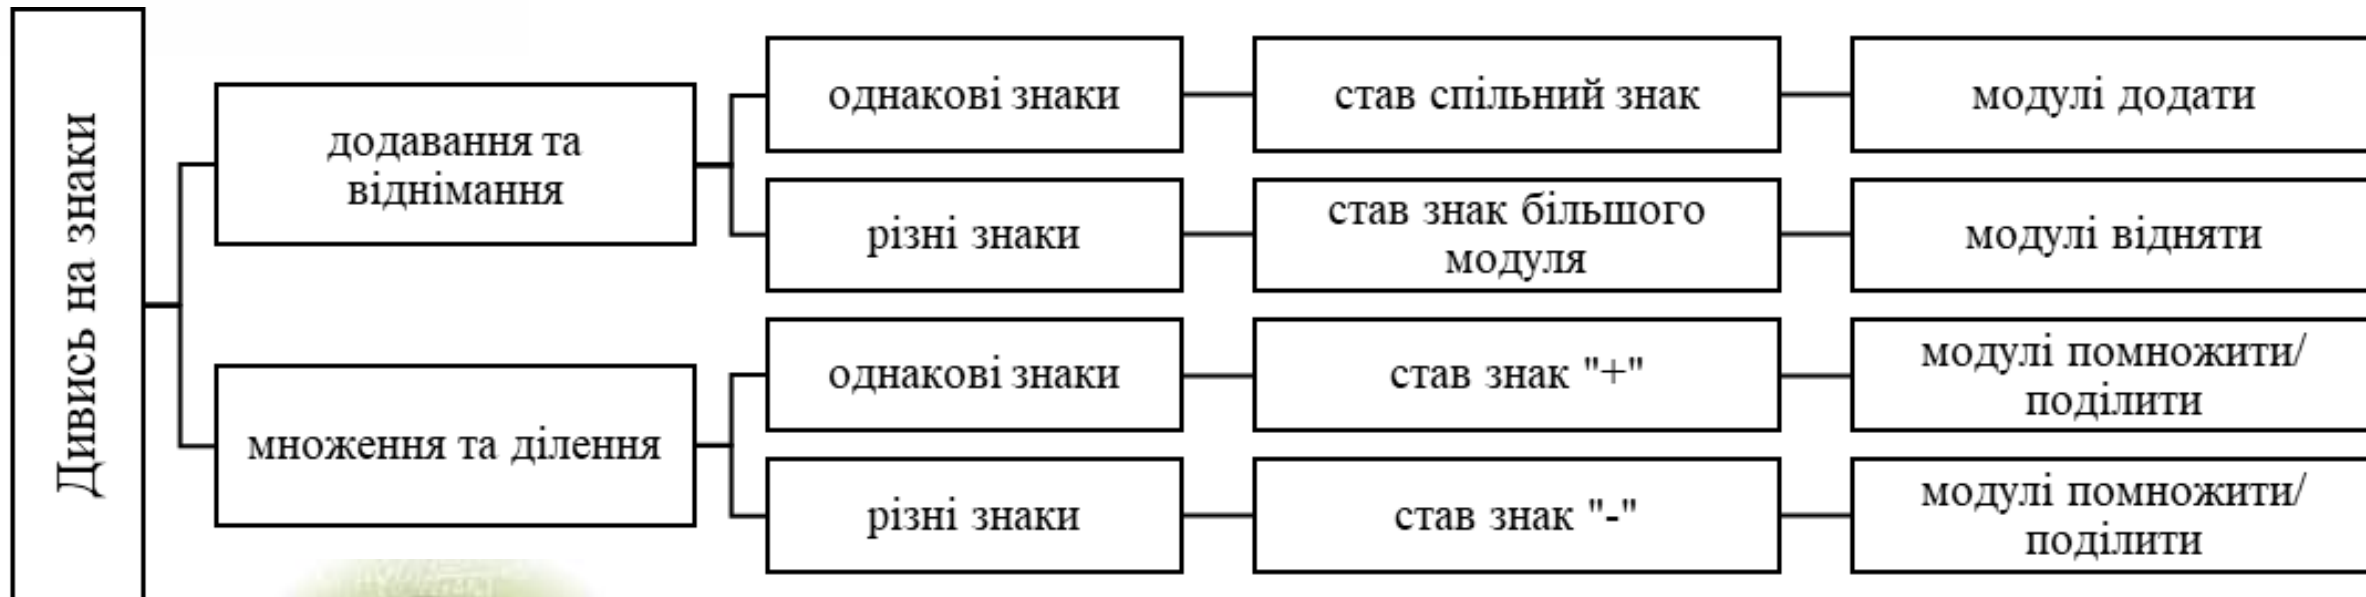 Дивись на знаки
додавання та
віднімання
однакові знаки
став спільний знак
модулі додати
різні знаки
став знак більшого
модуля
модулі відняти
множення та ділення
однакові знаки
став знак "+"
модулі помножити/
поділити
різні знаки
став знак "-"
модулі помножити/
поділити